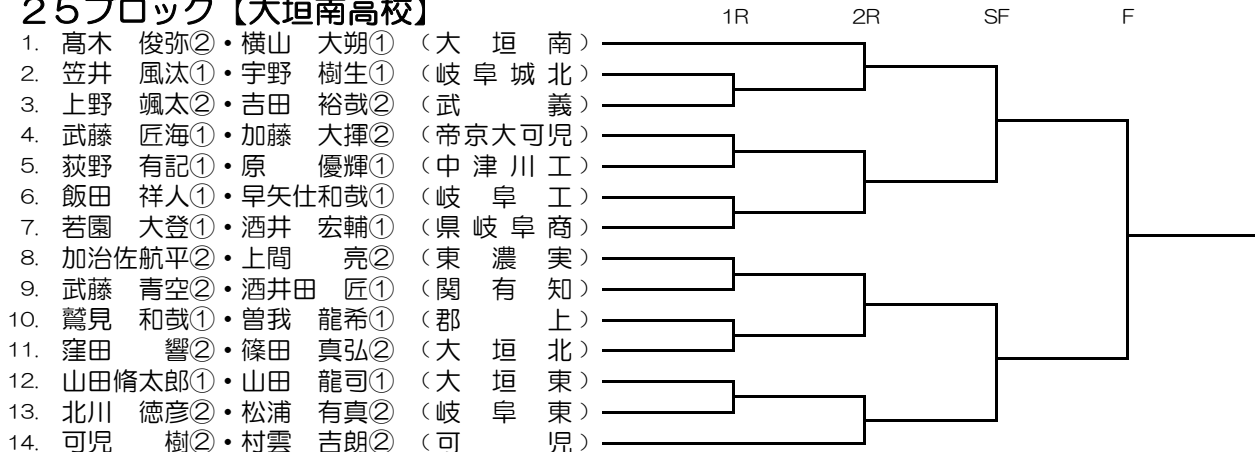 25ブロック【大垣南高校】
1R 2R SF F
1. 髙木 俊弥②・横山 大朔① (大垣南)
2. 笠井 風汰①・宇野 樹生① (岐阜城北)
3. 上野 颯太②・吉田 裕哉② (武義)
4. 武藤 匠海①・加藤 大揮② (帝京大可児)
5. 荻野 有記①・原 優輝① (中津川工)
6. 飯田 祥人①・早矢仕和哉① (岐阜工)
7. 若園 大登①・酒井 宏輔① (県岐阜商)
8. 加治佐航平②・上間 亮② (東濃実)
9. 武藤 青空②・酒井田 匠① (関有知)
10. 鷲見 和哉①・曽我 龍希① (郡上)
11. 窪田 響②・篠田 真弘② (大垣北)
12. 山田脩太郎①・山田 龍司① (大垣東)
13. 北川 徳彦②・松浦 有真② (岐阜東)
14. 可児 樹②・村雲 吉朗② (可児)